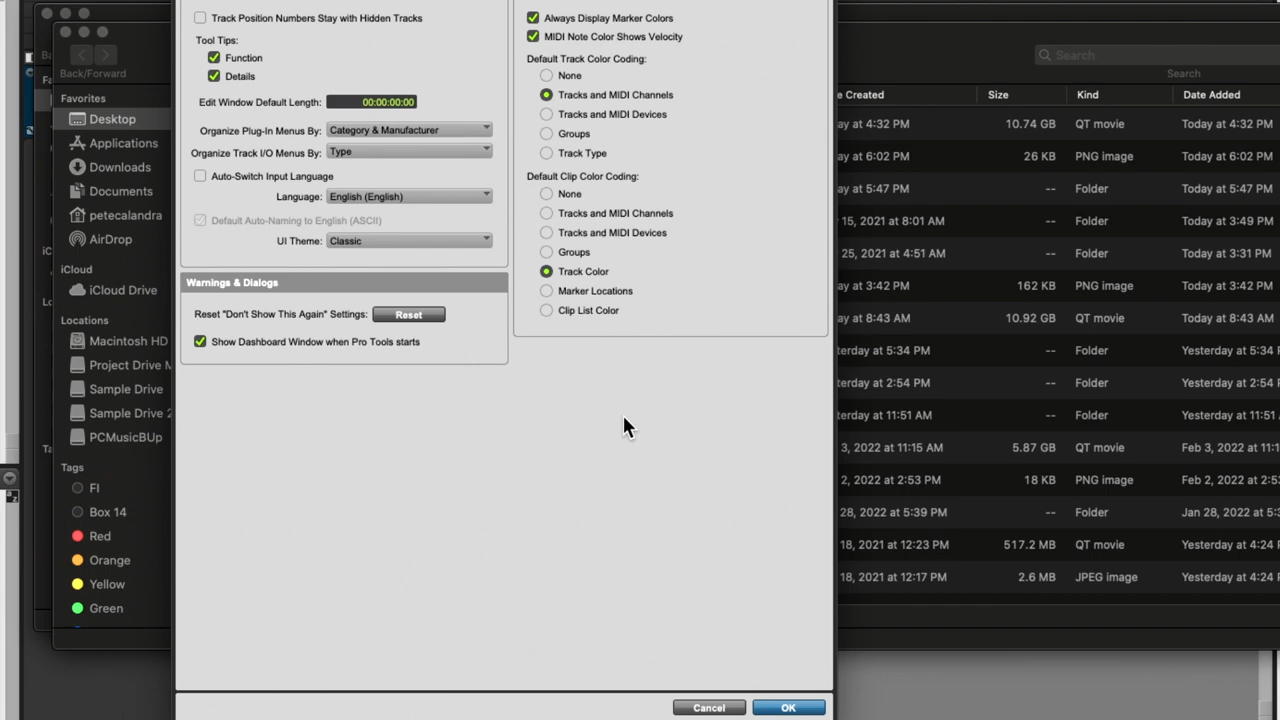 Back/Forward
Favorites
Desktop
Applications
Downloads
Documents
petecalandra
AirDrop
iCloud
iCloud Drive
Locations
Macintosh HD
Project Drive M
Sample Drive
Sample Drive 2
PCMusicBUp
Tags
FI
Box 14
Red
Orange
Yellow
Green
Track Position Numbers Stay with Hidden Tracks
Tool Tips:
Function
Details
Edit Window Default Length: 00:00:00:00
Organize Plug-In Menus By: Category & Manufacturer
Organize Track I/O Menus By: Type
Auto-Switch Input Language
Language: English (English)
Default Auto-Naming to English (ASCII)
UI Theme: Classic
Warnings & Dialogs
Reset "Don't Show This Again" Settings: Reset
Show Dashboard Window when Pro Tools starts
Always Display Marker Colors
MIDI Note Color Shows Velocity
Default Track Color Coding:
None
Tracks and MIDI Channels
Tracks and MIDI Devices
Groups
Track Type
Default Clip Color Coding:
None
Tracks and MIDI Channels
Tracks and MIDI Devices
Groups
Track Color
Marker Locations
Clip List Color
Cancel OK
Search
Search
e Created Size Kind Date Added
ay at 4:32 PM 10.74 GB QT movie Today at 4:32 PM
ay at 6:02 PM 26 KB PNG image Today at 6:02 PM
ay at 5:47 PM -- Folder Today at 5:47 PM
15, 2021 at 8:01 AM -- Folder Today at 3:49 PM
25, 2021 at 4:51 AM -- Folder Today at 3:31 PM
ay at 3:42 PM 162 KB PNG image Today at 3:42 PM
ay at 8:43 AM 10.92 GB QT movie Today at 8:43 AM
terday at 5:34 PM -- Folder Yesterday at 5:34 P
terday at 2:54 PM -- Folder Yesterday at 2:54 P
terday at 11:51 AM -- Folder Yesterday at 11:51
3, 2022 at 11:15 AM 5.87 GB QT movie Feb 3, 2022 at 11:1
2, 2022 at 2:53 PM 18 KB PNG image Feb 2, 2022 at 2:53
28, 2022 at 5:39 PM -- Folder Jan 28, 2022 at 5:3
18, 2021 at 12:23 PM 517.2 MB QT movie Yesterday at 4:24 P
18, 2021 at 12:17 PM 2.6 MB JPEG image Yesterday at 4:24 P